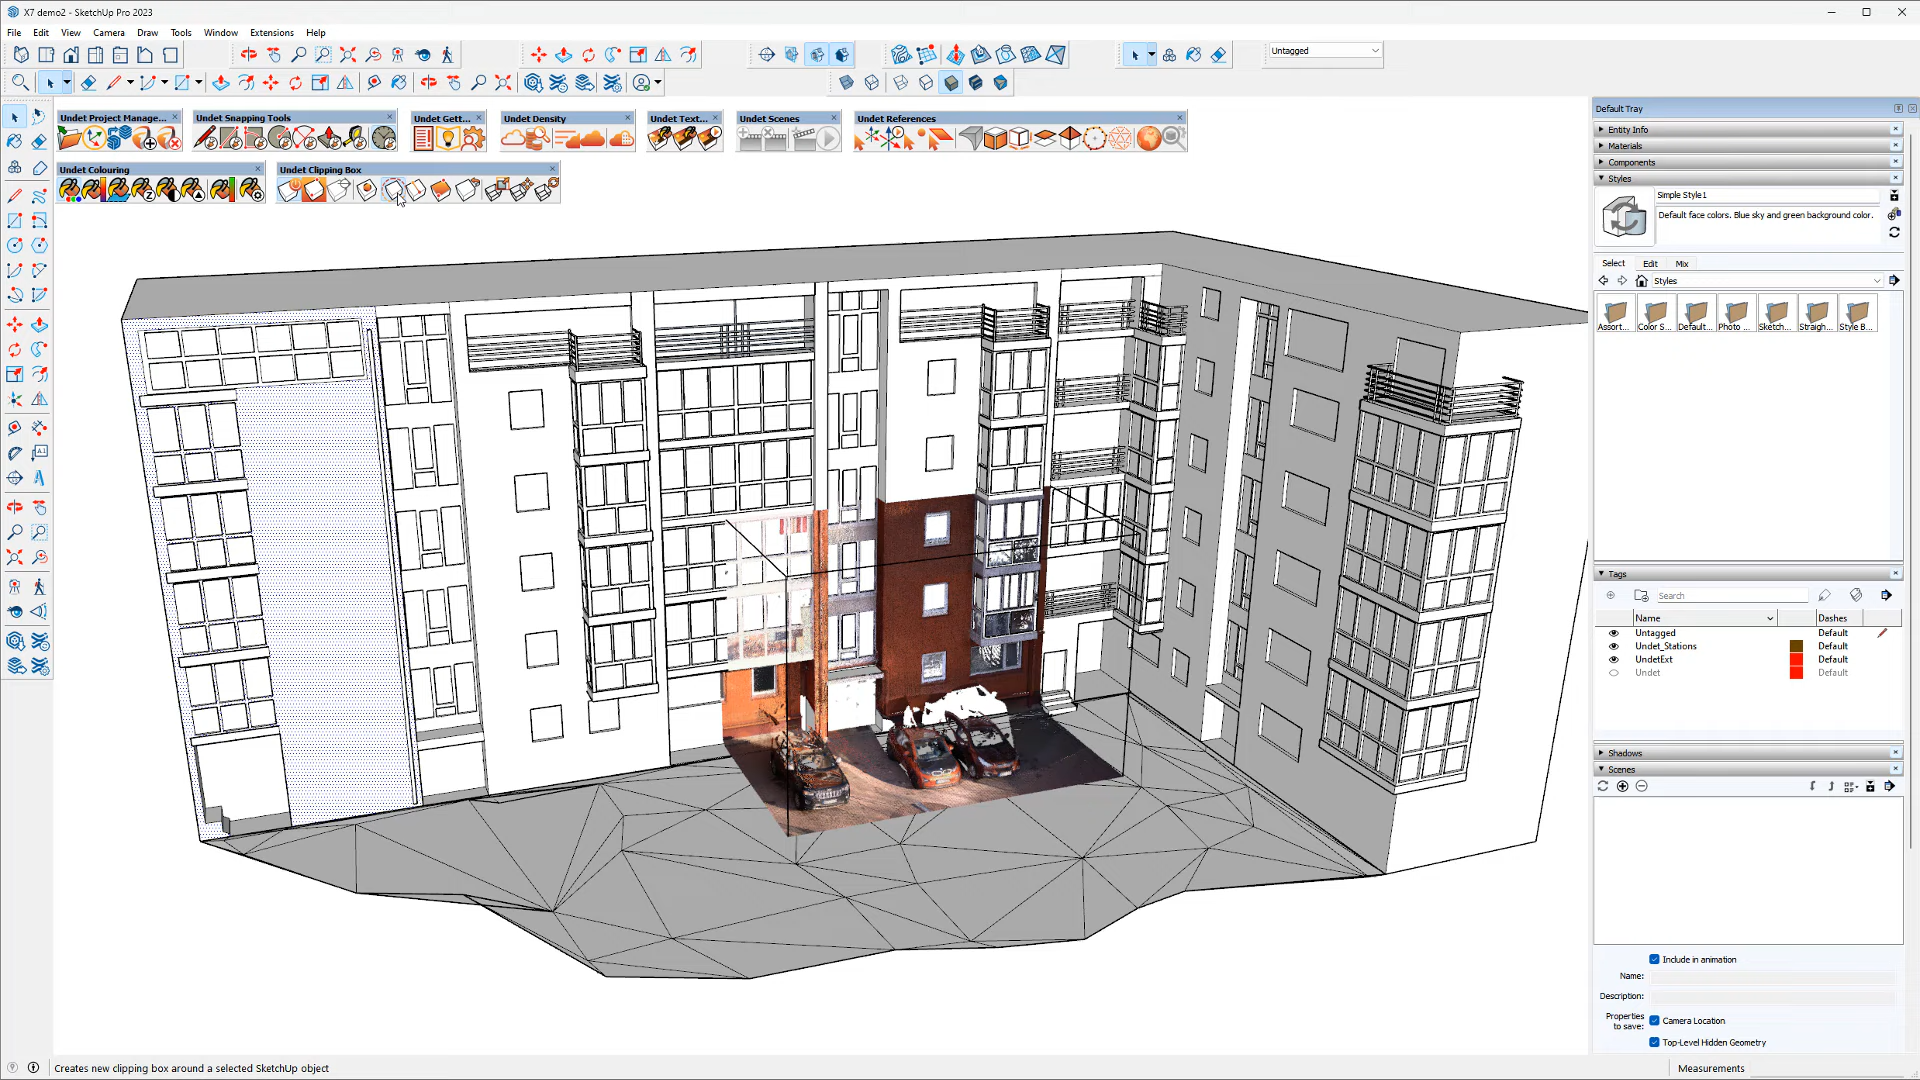 X7 demo2 - SketchUp Pro 2023
File Edit View Camera Draw Tools Window Extensions Help
Untagged
Undet Project Manage...
Undet Snapping Tools
Undet Gett...
Undet Density
Undet Text...
Undet Scenes
Undet References
Undet Colouring
Undet Clipping Box
Default Tray
Entity Info
Materials
Components
Styles
Simple Style1
Default face colors. Blue sky and green background color.
Select Edit Mix
Styles
Assort... Color S... Default... Photo ... Sketch... Straigh... Style B...
Tags
Search
Name Dashes
Untagged Default
Undet_Stations Default
UndetExt Default
Undet Default
Shadows
Scenes
Include in animation
Name:
Description:
Properties
to save:
Camera Location
Top-Level Hidden Geometry
Creates new clipping box around a selected SketchUp object
Measurements